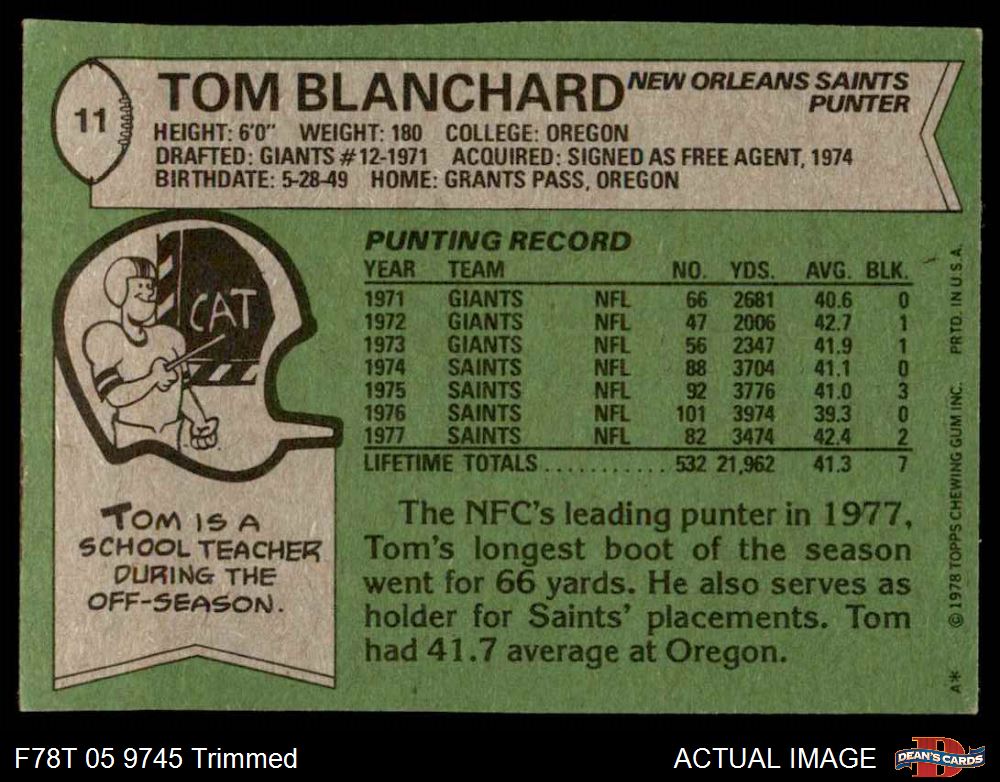 11
TOM BLANCHARD
NEW ORLEANS SAINTS
PUNTER
HEIGHT: 6'0" WEIGHT: 180 COLLEGE: OREGON
DRAFTED: GIANTS #12-1971 ACQUIRED: SIGNED AS FREE AGENT, 1974
BIRTHDATE: 5-28-49 HOME: GRANTS PASS, OREGON
CAT
TOM IS A
SCHOOL TEACHER
DURING THE
OFF-SEASON.
PUNTING RECORD
YEAR TEAM NO. YDS. AVG. BLK.
1971 GIANTS NFL 66 2681 40.6 0
1972 GIANTS NFL 47 2006 42.7 1
1973 GIANTS NFL 56 2347 41.9 1
1974 SAINTS NFL 88 3704 41.1 0
1975 SAINTS NFL 92 3776 41.0 3
1976 SAINTS NFL 101 3974 39.3 0
1977 SAINTS NFL 82 3474 42.4 2
LIFETIME TOTALS........... 532 21,962 41.3 7
The NFC's leading punter in 1977,
Tom's longest boot of the season
went for 66 yards. He also serves as
holder for Saints' placements. Tom
had 41.7 average at Oregon.
A* © 1978 TOPPS CHEWING GUM INC. PRTD. IN U.S.A.
F78T 05 9745 Trimmed
ACTUAL IMAGE
D
DEAN'S CARDS